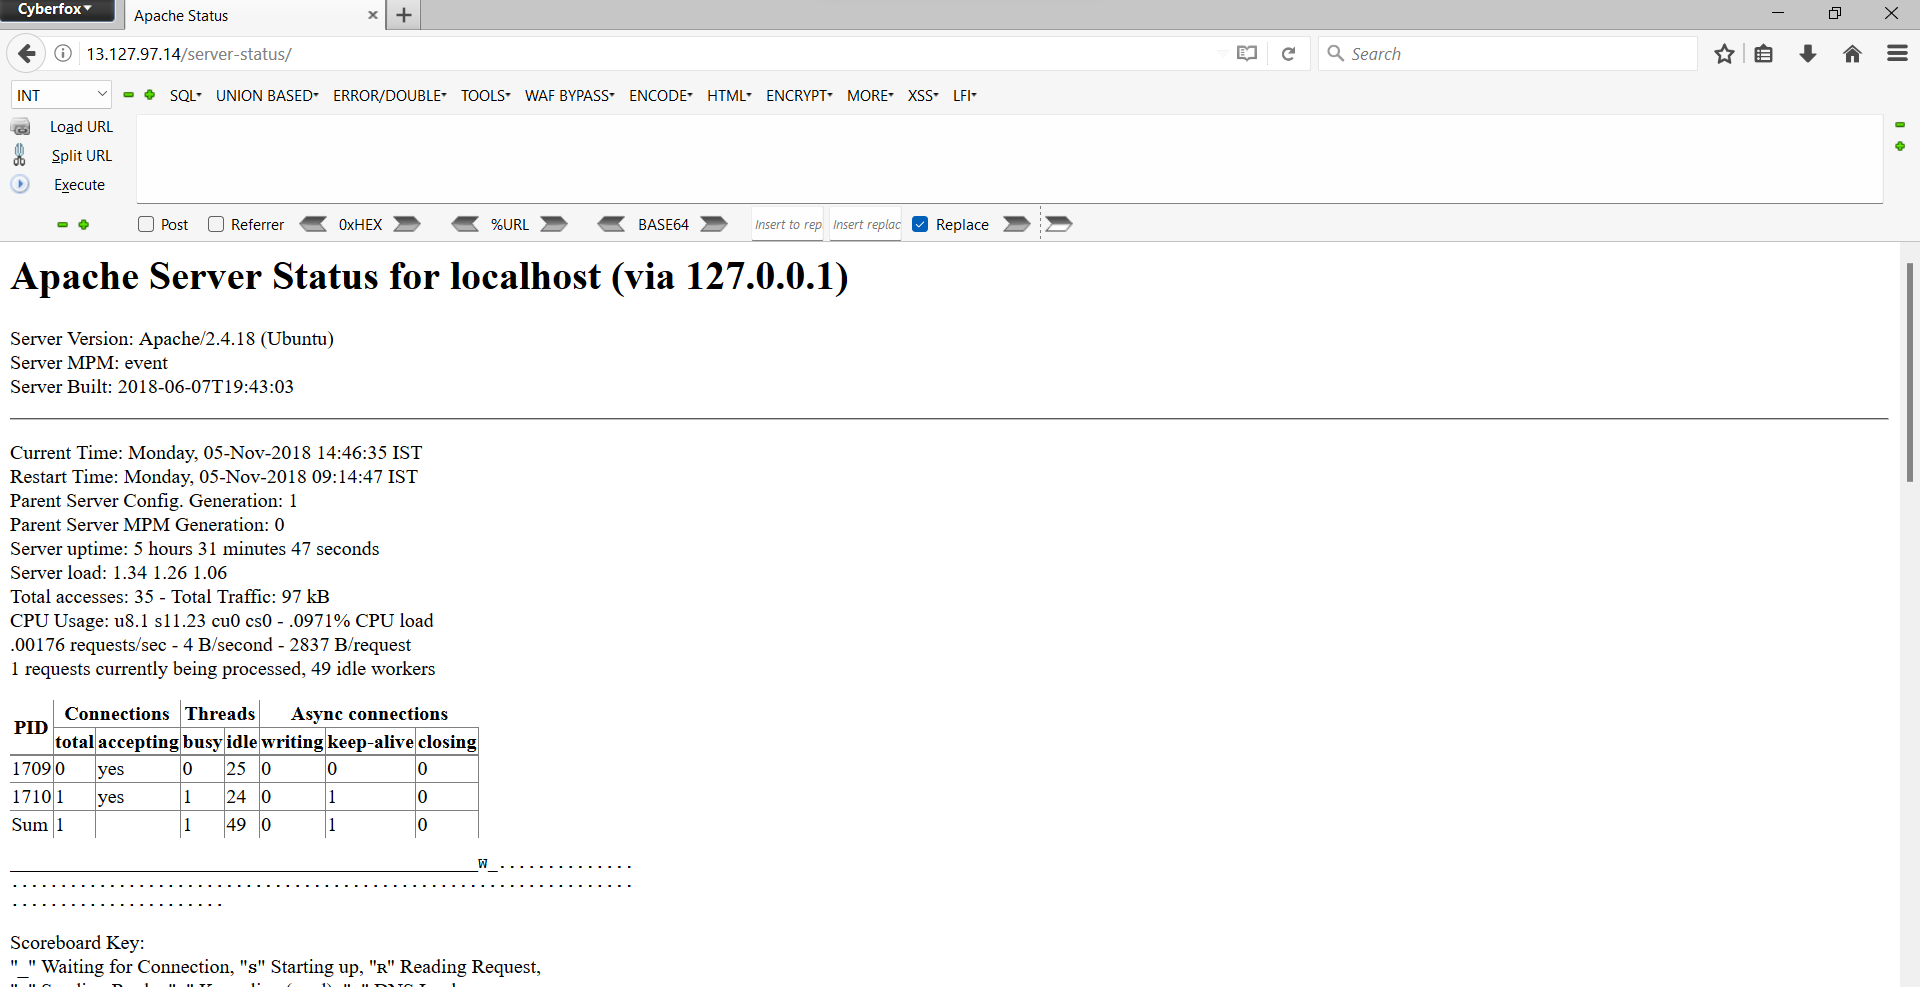 Cyberfox
Apache Status
13.127.97.14/server-status/
Search
INT
SQL
UNION BASED
ERROR/DOUBLE
TOOLS
WAF BYPASS
ENCODE
HTML
ENCRYPT
MORE
XSS
LFI
Load URL
Split URL
Execute
Post
Referrer
0xHEX
%URL
BASE64
Insert to rep
Insert replac
Replace
Apache Server Status for localhost (via 127.0.0.1)
Server Version: Apache/2.4.18 (Ubuntu)
Server MPM: event
Server Built: 2018-06-07T19:43:03
Current Time: Monday, 05-Nov-2018 14:46:35 IST
Restart Time: Monday, 05-Nov-2018 09:14:47 IST
Parent Server Config. Generation: 1
Parent Server MPM Generation: 0
Server uptime: 5 hours 31 minutes 47 seconds
Server load: 1.34 1.26 1.06
Total accesses: 35 - Total Traffic: 97 kB
CPU Usage: u8.1 s11.23 cu0 cs0 - .0971% CPU load
.00176 requests/sec - 4 B/second - 2837 B/request
1 requests currently being processed, 49 idle workers
PID Connections Threads Async connections
total accepting busy idle writing keep-alive closing
1709 0 yes 0 25 0 0 0
1710 1 yes 1 24 0 1 0
Sum 1 1 49 0 1 0
________________________________________________W_..............
................................................................
......................
Scoreboard Key:
"_" Waiting for Connection, "S" Starting up, "R" Reading Request,